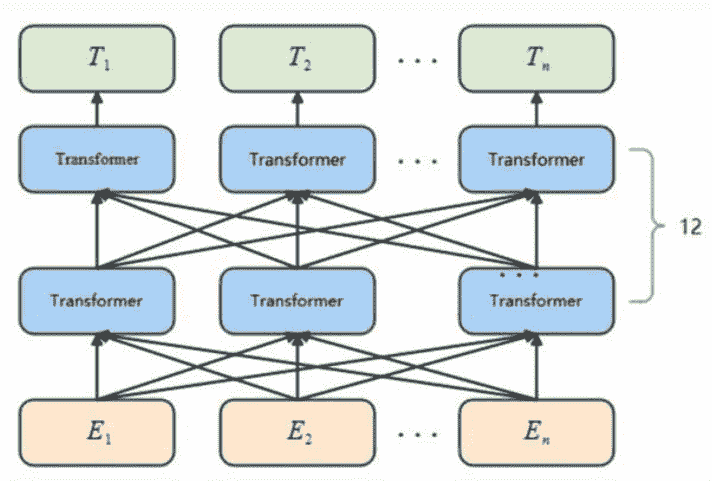 T1 T2 ... Tn
Transformer Transformer ... Transformer
12
Transformer Transformer ... Transformer
E1 E2 ... En